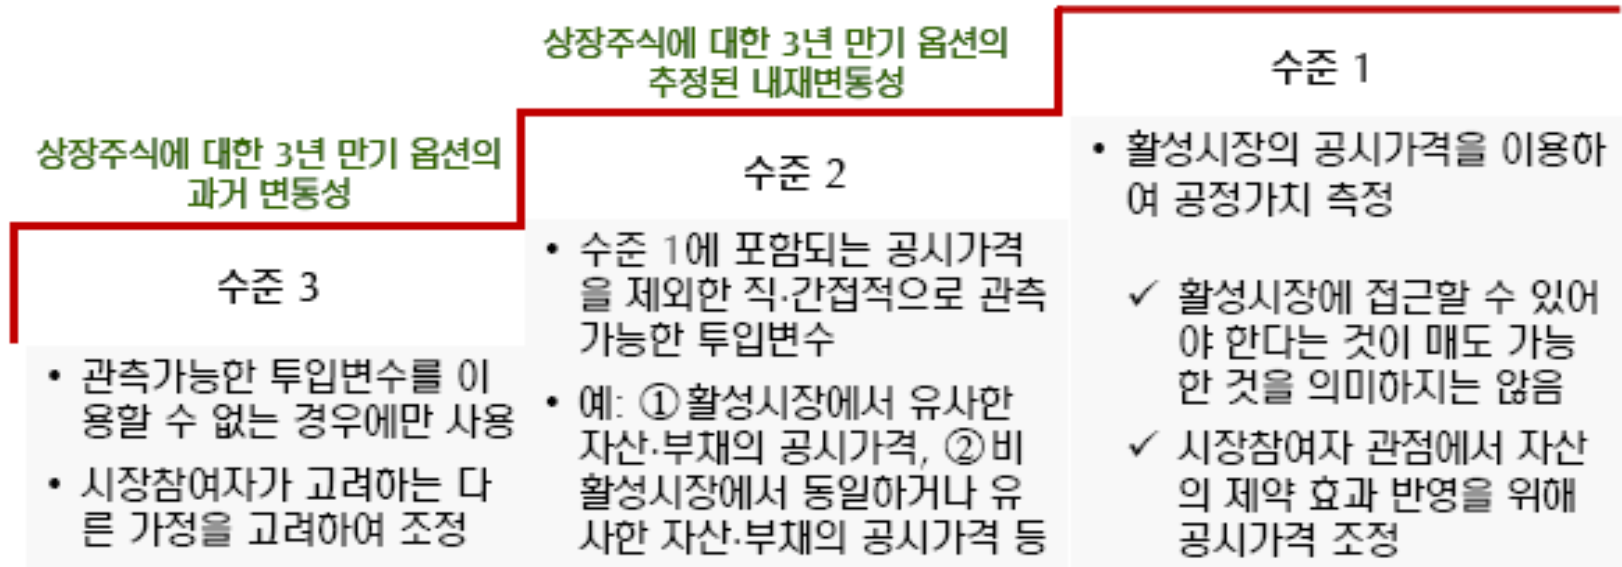 상장주식에 대한 3년 만기 옵션의
과거 변동성
수준 3
• 관측가능한 투입변수를 이
용할 수 없는 경우에만 사용
• 시장참여자가 고려하는 다
른 가정을 고려하여 조정
상장주식에 대한 3년 만기 옵션의
추정된 내재변동성
수준 2
• 수준 1에 포함되는 공시가격
을 제외한 직·간접적으로 관측
가능한 투입변수
• 예: ①활성시장에서 유사한
자산·부채의 공시가격, ②비
활성시장에서 동일하거나 유
사한 자산·부채의 공시가격 등
수준 1
• 활성시장의 공시가격을 이용하
여 공정가치 측정
✓ 활성시장에 접근할 수 있어
야 한다는 것이 매도 가능
한 것을 의미하지는 않음
✓ 시장참여자 관점에서 자산
의 제약 효과 반영을 위해
공시가격 조정